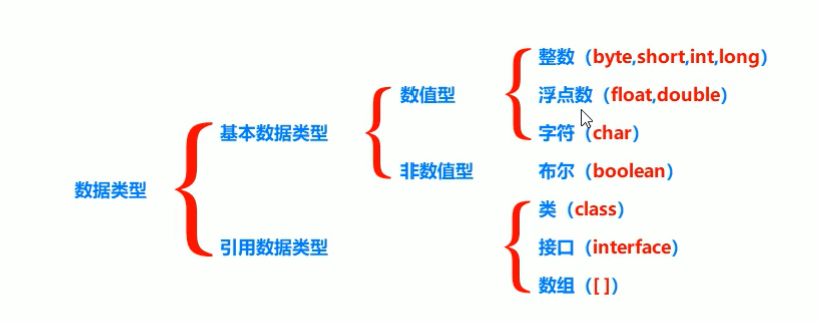 整数（byte,short,int,long）
数值型
浮点数（float,double）
基本数据类型
字符（char）
非数值型
布尔（boolean）
数据类型
类（class）
引用数据类型
接口（interface）
数组（[ ]）